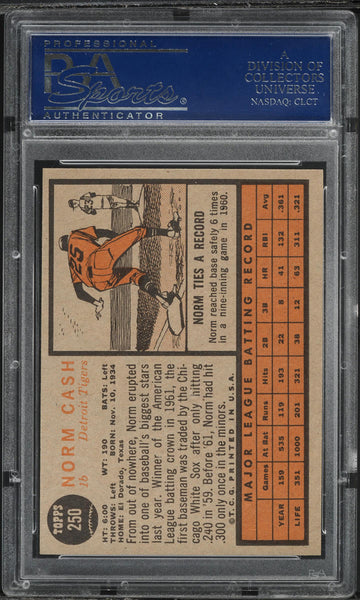 PSA
Sports
®
PROFESSIONAL SPORTS
AUTHENTICATOR
A
DIVISION OF
COLLECTORS
UNIVERSE
NASDAQ: CLCT
TOPPS
250
NORM CASH
1b Detroit Tigers
HT: 6:00 WT: 190 BATS: Left
THROWS: Left BORN: Nov. 10, 1934
HOME: El Dorado, Texas
From out of nowhere, Norm erupted
into one of baseball's biggest stars
last year. Winner of the American
League batting crown in 1961, the
first baseman was traded by the Chi-
cago White Sox after only hitting
.240 in '59. Before '61, Norm had hit
.300 only once in the minors.
© T.C.G. PRINTED IN U.S.A.
25
NORM TIES A RECORD
Norm reached base safely 6 times
in a nine-inning game in 1960.
MAJOR LEAGUE BATTING RECORD
Games At Bat Runs Hits 2B 3B HR RBI Avg
YEAR 159 535 119 193 22 8 41 132 .361
LIFE 351 1000 201 321 38 12 63 211 .321
PSA